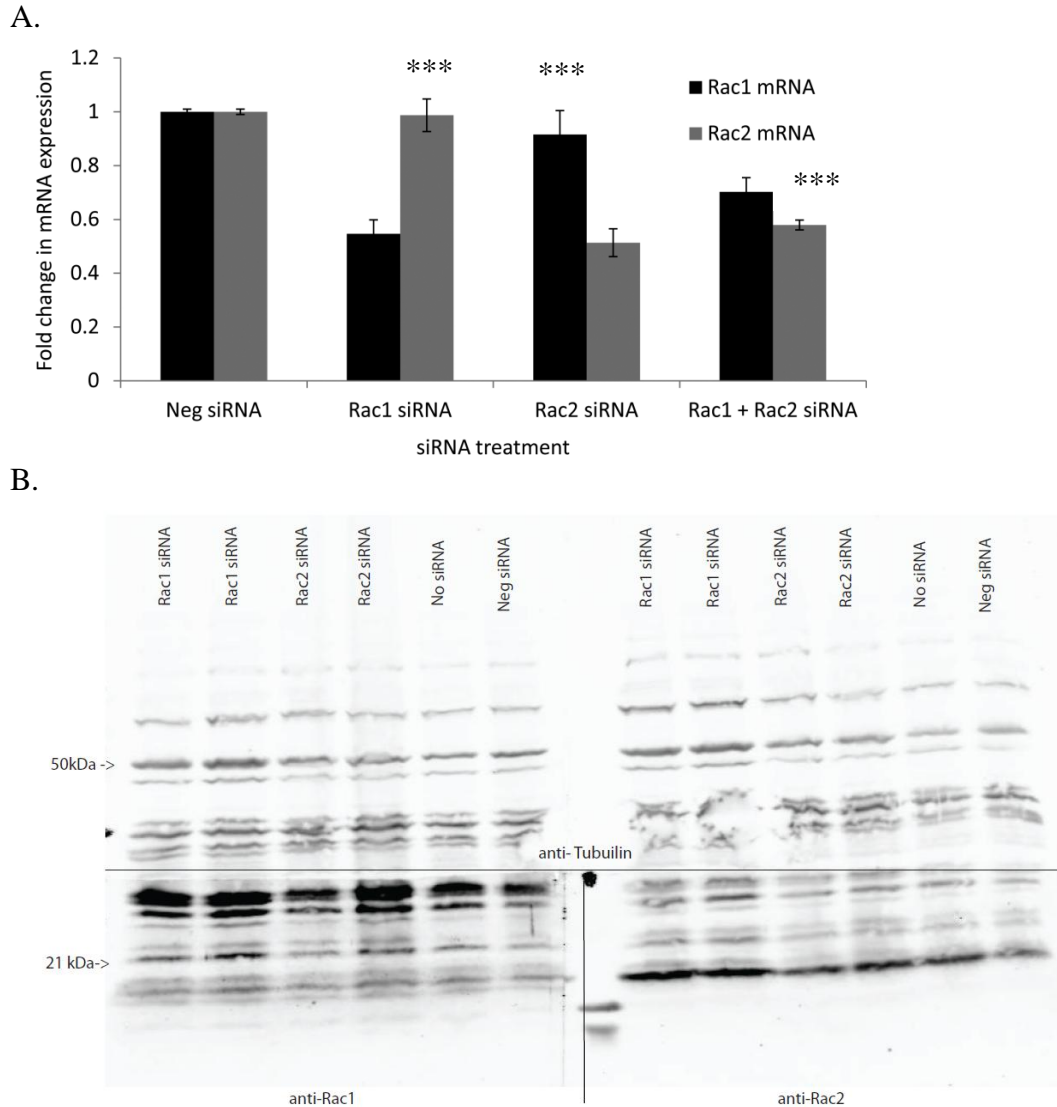 A.
Fold change in mRNA expression
1.2
1
0.8
0.6
0.4
0.2
0
***
***
***
Rac1 mRNA
Rac2 mRNA
Neg siRNA
Rac1 siRNA
Rac2 siRNA
Rac1 + Rac2 siRNA
siRNA treatment
B.
Rac1 siRNA
Rac1 siRNA
Rac2 siRNA
Rac2 siRNA
No siRNA
Neg siRNA
Rac1 siRNA
Rac1 siRNA
Rac2 siRNA
Rac2 siRNA
No siRNA
Neg siRNA
50kDa ->
anti-Tubuilin
21 kDa->
anti-Rac1
anti-Rac2